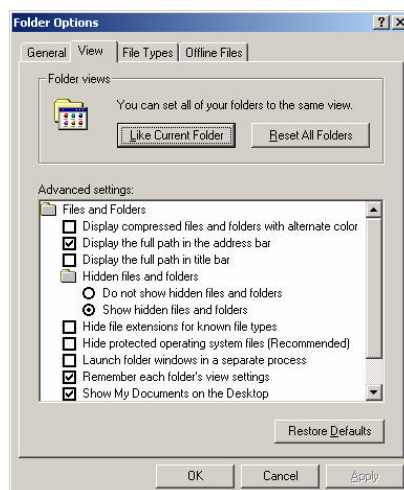 Folder Options
General View File Types Offline Files
Folder views
You can set all of your folders to the same view.
Like Current Folder Reset All Folders
Advanced settings:
Files and Folders
Display compressed files and folders with alternate color
Display the full path in the address bar
Display the full path in title bar
Hidden files and folders
Do not show hidden files and folders
Show hidden files and folders
Hide file extensions for known file types
Hide protected operating system files (Recommended)
Launch folder windows in a separate process
Remember each folder's view settings
Show My Documents on the Desktop
Restore Defaults
OK Cancel Apply